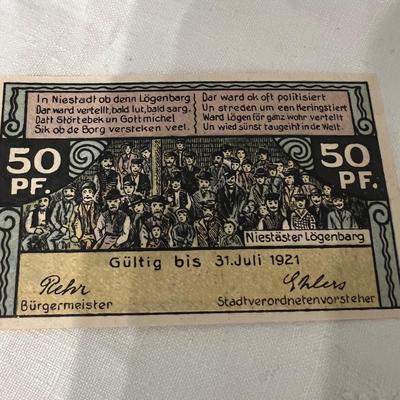 In Niestadt ob denn Lögenbarg
Dar ward vertellt, bald lut, bald sarg.
Datt Störtebek un Gottmichel
Sik ob de Borg versteken veel.
Dar ward ok oft politisiert
Un streden um een Heringstiert
Ward Lögen för ganz wohr vertellt
Un wied sünst taugeiht in de Welt.
50
PF.
50
PF.
Niestäster Lögenbarg
Gültig bis 31. Juli 1921
Rehr
Ehlers
Bürgermeister
Stadtverordnetenvorsteher